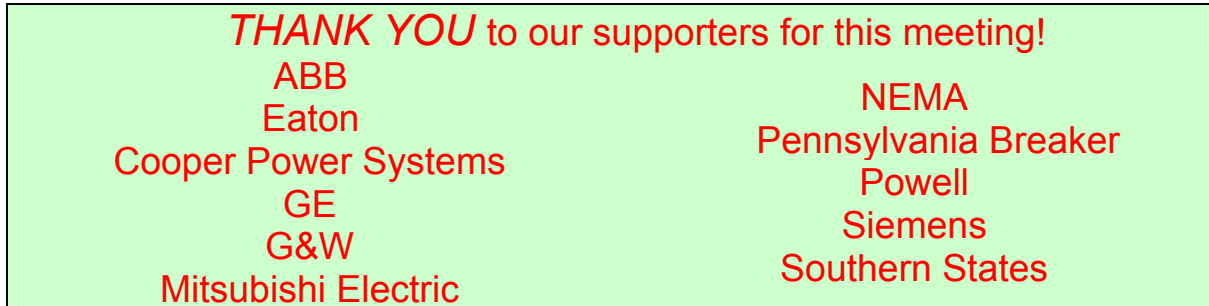 THANK YOU to our supporters for this meeting!
ABB
Eaton
Cooper Power Systems
GE
G&W
Mitsubishi Electric
NEMA
Pennsylvania Breaker
Powell
Siemens
Southern States